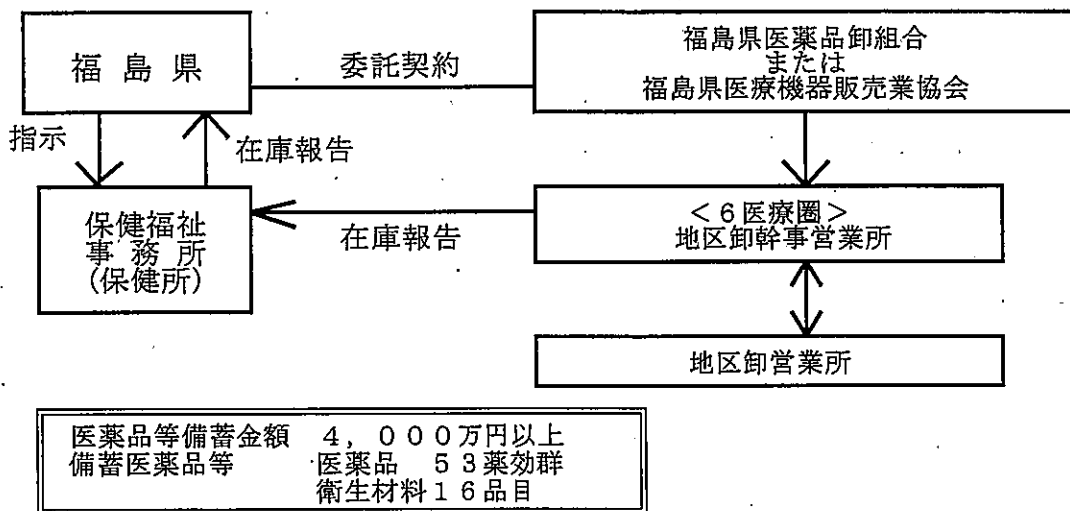 福島県
委託契約
福島県医薬品卸組合
または
福島県医療機器販売業協会
指示
在庫報告
保健福祉
事務所
(保健所)
在庫報告
<６医療圏>
地区卸幹事営業所
地区卸営業所
医薬品等備蓄金額 ４，０００万円以上
備蓄医薬品等 医薬品 ５３薬効群
衛生材料１６品目